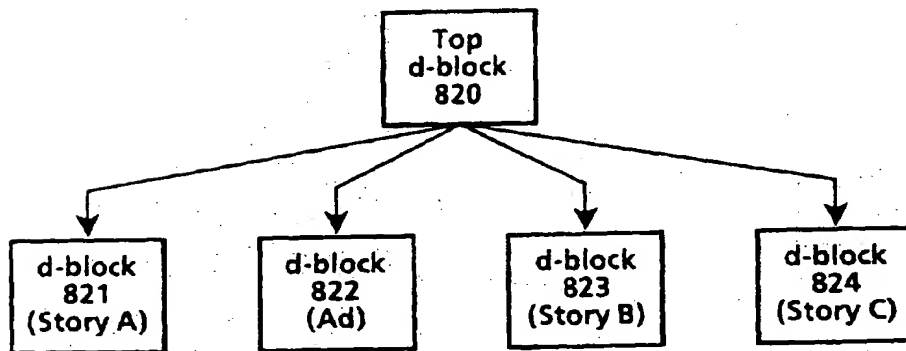 Top
d-block
820
d-block
821
(Story A)
d-block
822
(Ad)
d-block
823
(Story B)
d-block
824
(Story C)